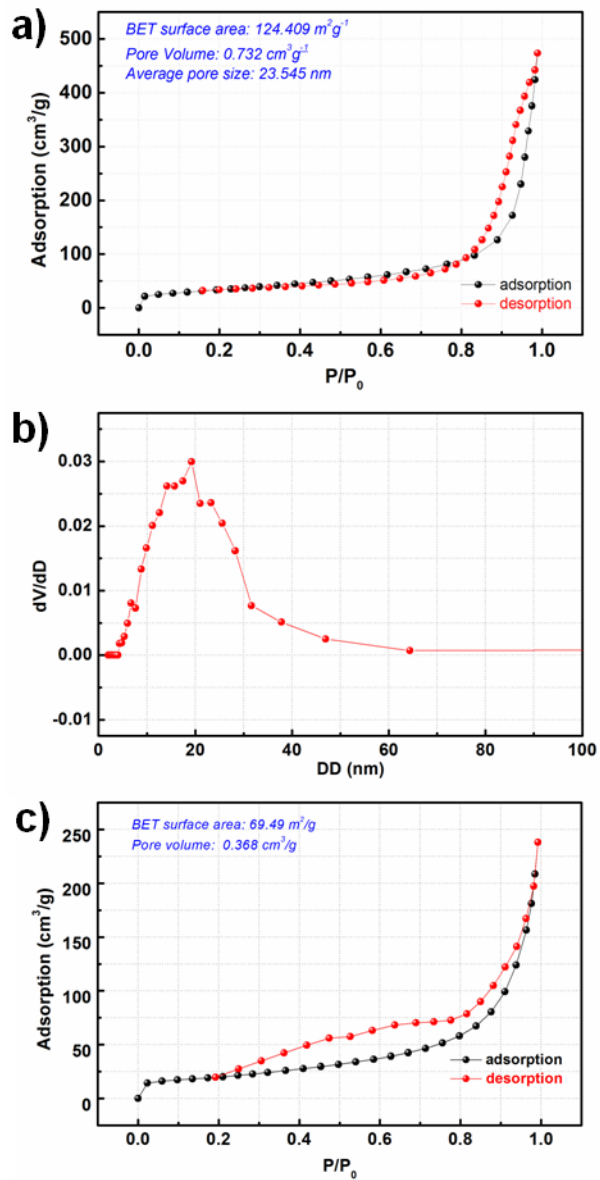 a)
BET surface area: 124.409 m²g⁻¹
Pore Volume: 0.732 cm³g⁻¹
Average pore size: 23.545 nm
500
400
300
200
100
0
Adsorption (cm³/g)
adsorption
desorption
0.0 0.2 0.4 0.6 0.8 1.0
P/P₀
b)
0.03
0.02
0.01
0.00
-0.01
dV/dD
0 20 40 60 80 100
DD (nm)
c)
BET surface area: 69.49 m²/g
Pore volume: 0.368 cm³/g
250
200
150
100
50
0
Adsorption (cm³/g)
adsorption
desorption
0.0 0.2 0.4 0.6 0.8 1.0
P/P₀